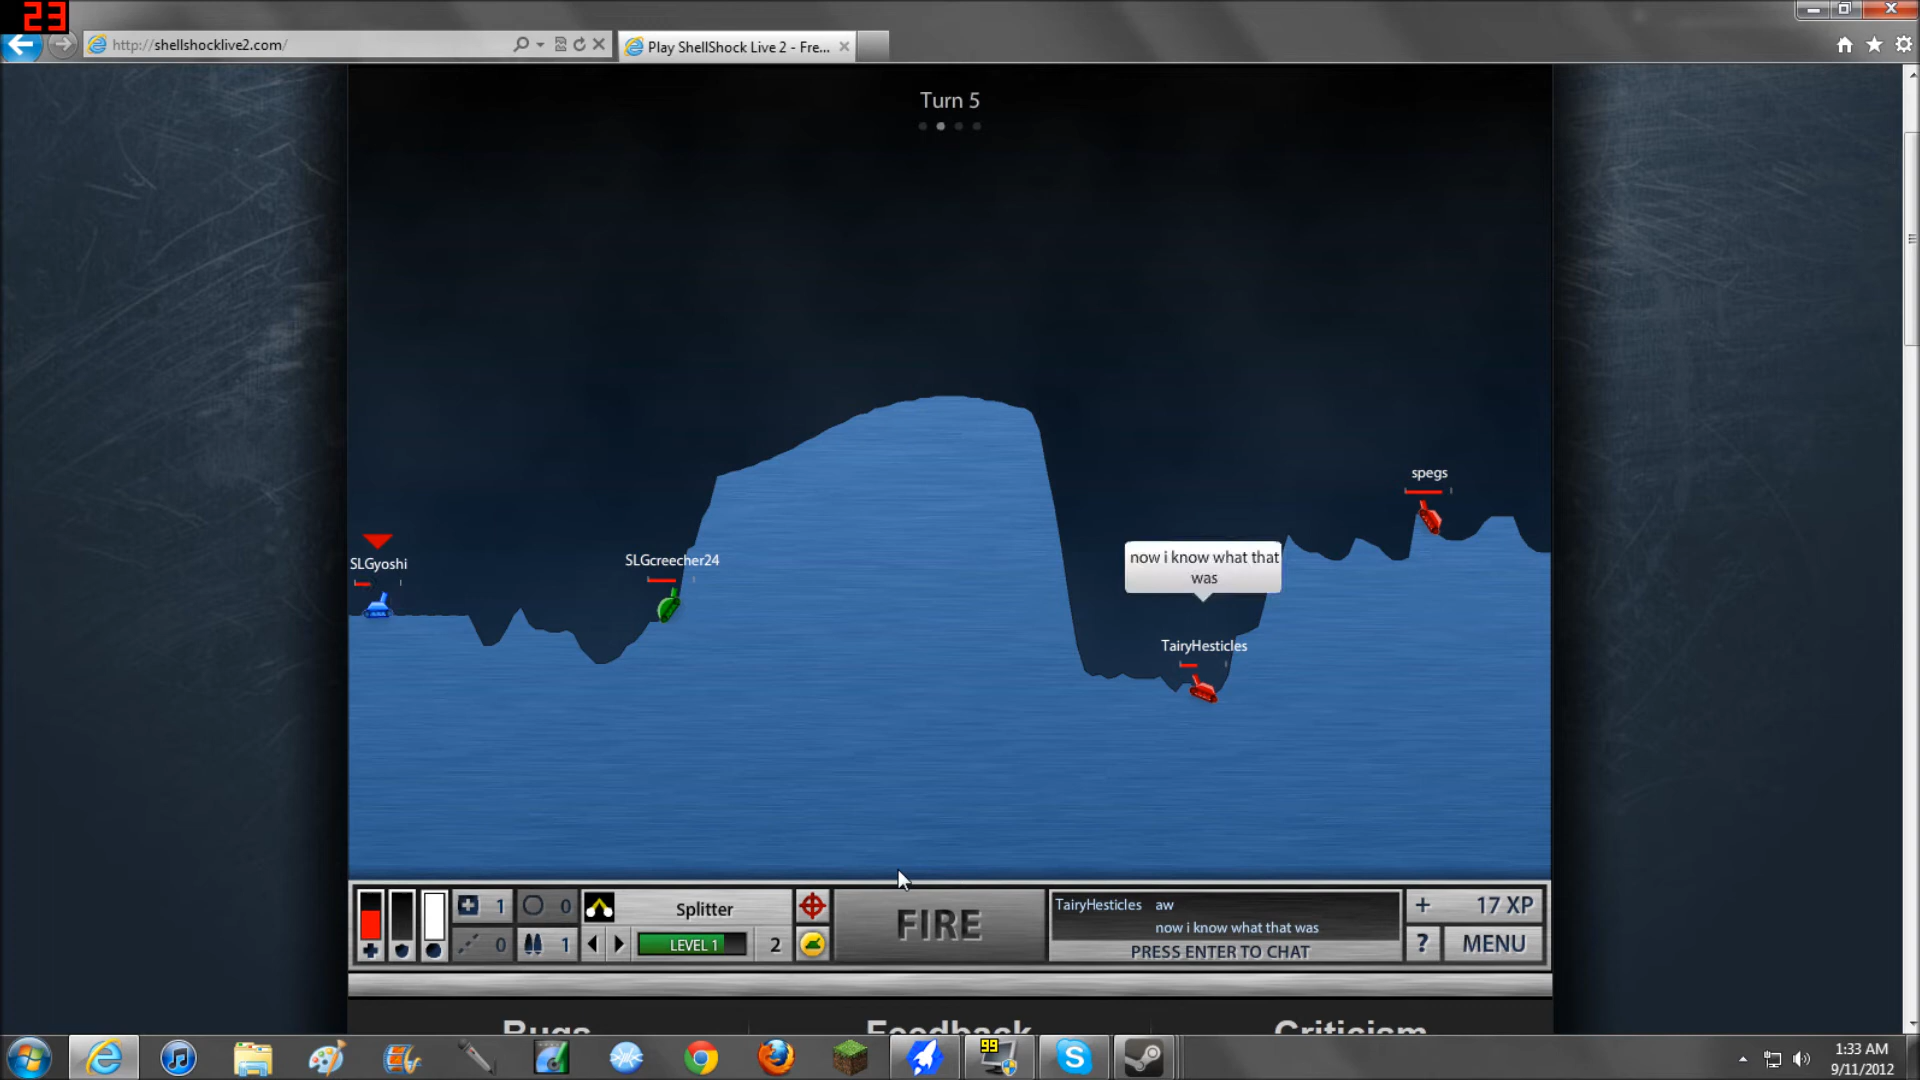 23
http://shellshocklive2.com/
Play ShellShock Live 2 - Fre...
Turn 5
spegs
SLGyoshi
SLGcreecher24
now i know what that
was
TairyHesticles
1
0
Splitter
FIRE
TairyHesticles aw
now i know what that was
PRESS ENTER TO CHAT
+ 17 XP
0
1
LEVEL 1
2
? MENU
Bugs
Feedback
Criticism
99
1:33 AM
9/11/2012